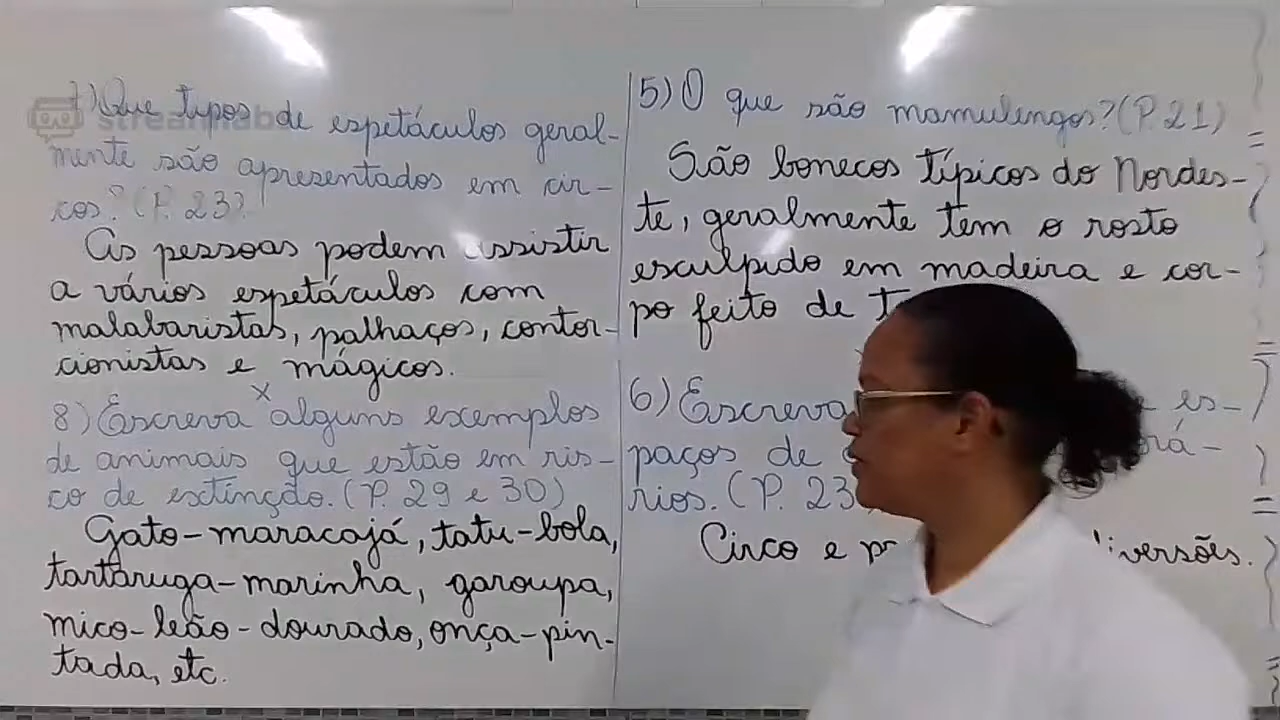 streamlabs
7) Que tipos de espetáculos geral-
mente são apresentados em cir-
cos? (P. 23).
As pessoas podem assistir
a vários espetáculos com
malabaristas, palhaços, contor-
cionistas e mágicos.
8) Escreva alguns exemplos
de animais que estão em ris-
co de extinção. (P. 29 e 30)
Gato-maracajá, tatu-bola,
tartaruga-marinha, garoupa,
mico-leão-dourado, onça-pin-
tada, etc.
5) O que são mamulengos? (P. 21)
São bonecos típicos do Nordes-
te, geralmente tem o rosto
esculpido em madeira e cor-
po feito de
6) Escreva es-
paços de
rios. (P. 23
Circo e diversões.